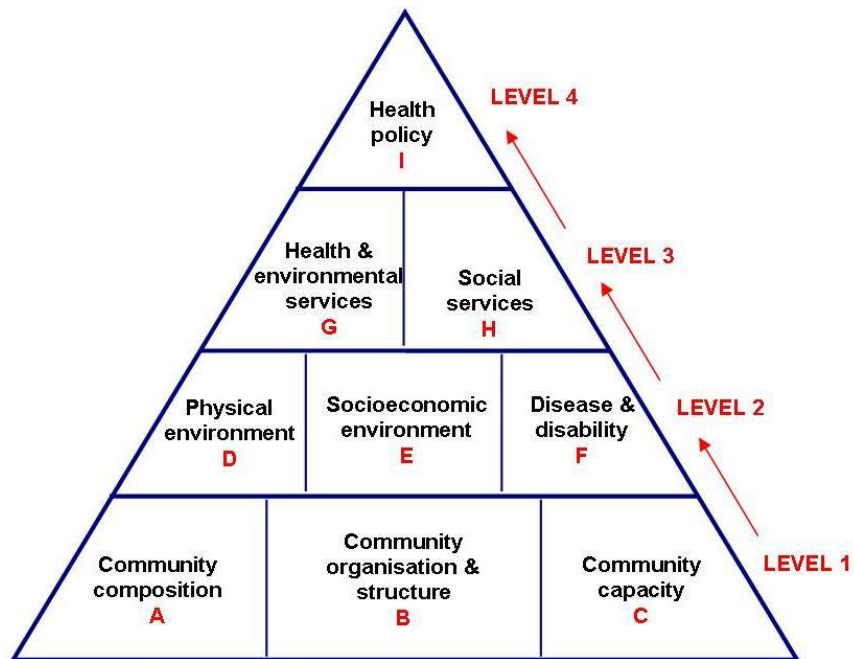 LEVEL 4
Health
policy
I
LEVEL 3
Health &
environmental
services
G
Social
services
H
LEVEL 2
Physical
environment
D
Socioeconomic
environment
E
Disease &
disability
F
LEVEL 1
Community
composition
A
Community
organisation &
structure
B
Community
capacity
C